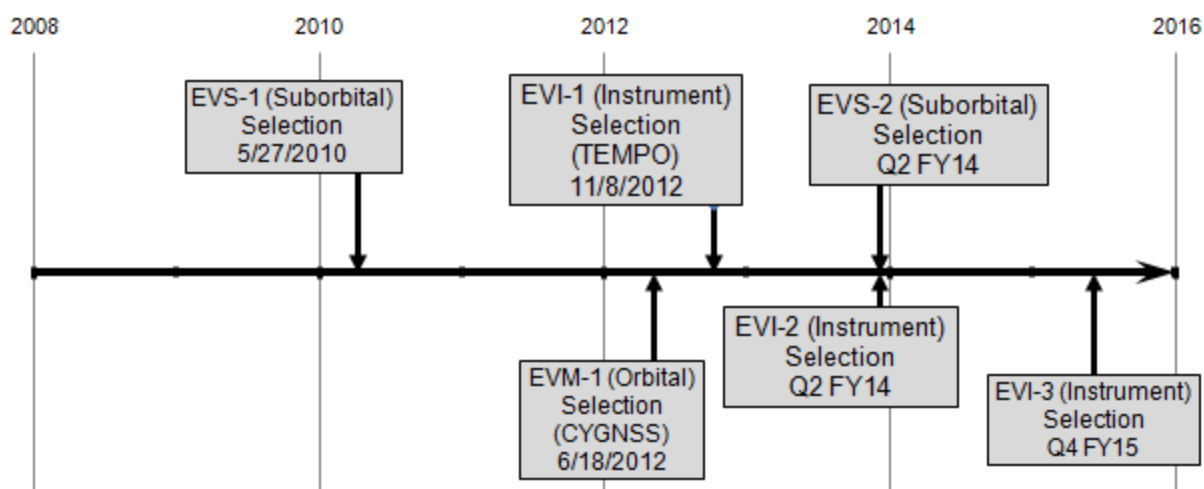 2008
2010
2012
2014
2016
EVS-1 (Suborbital)
Selection
5/27/2010
EVI-1 (Instrument)
Selection
(TEMPO)
11/8/2012
EVS-2 (Suborbital)
Selection
Q2 FY14
EVM-1 (Orbital)
Selection
(CYGNSS)
6/18/2012
EVI-2 (Instrument)
Selection
Q2 FY14
EVI-3 (Instrument)
Selection
Q4 FY15